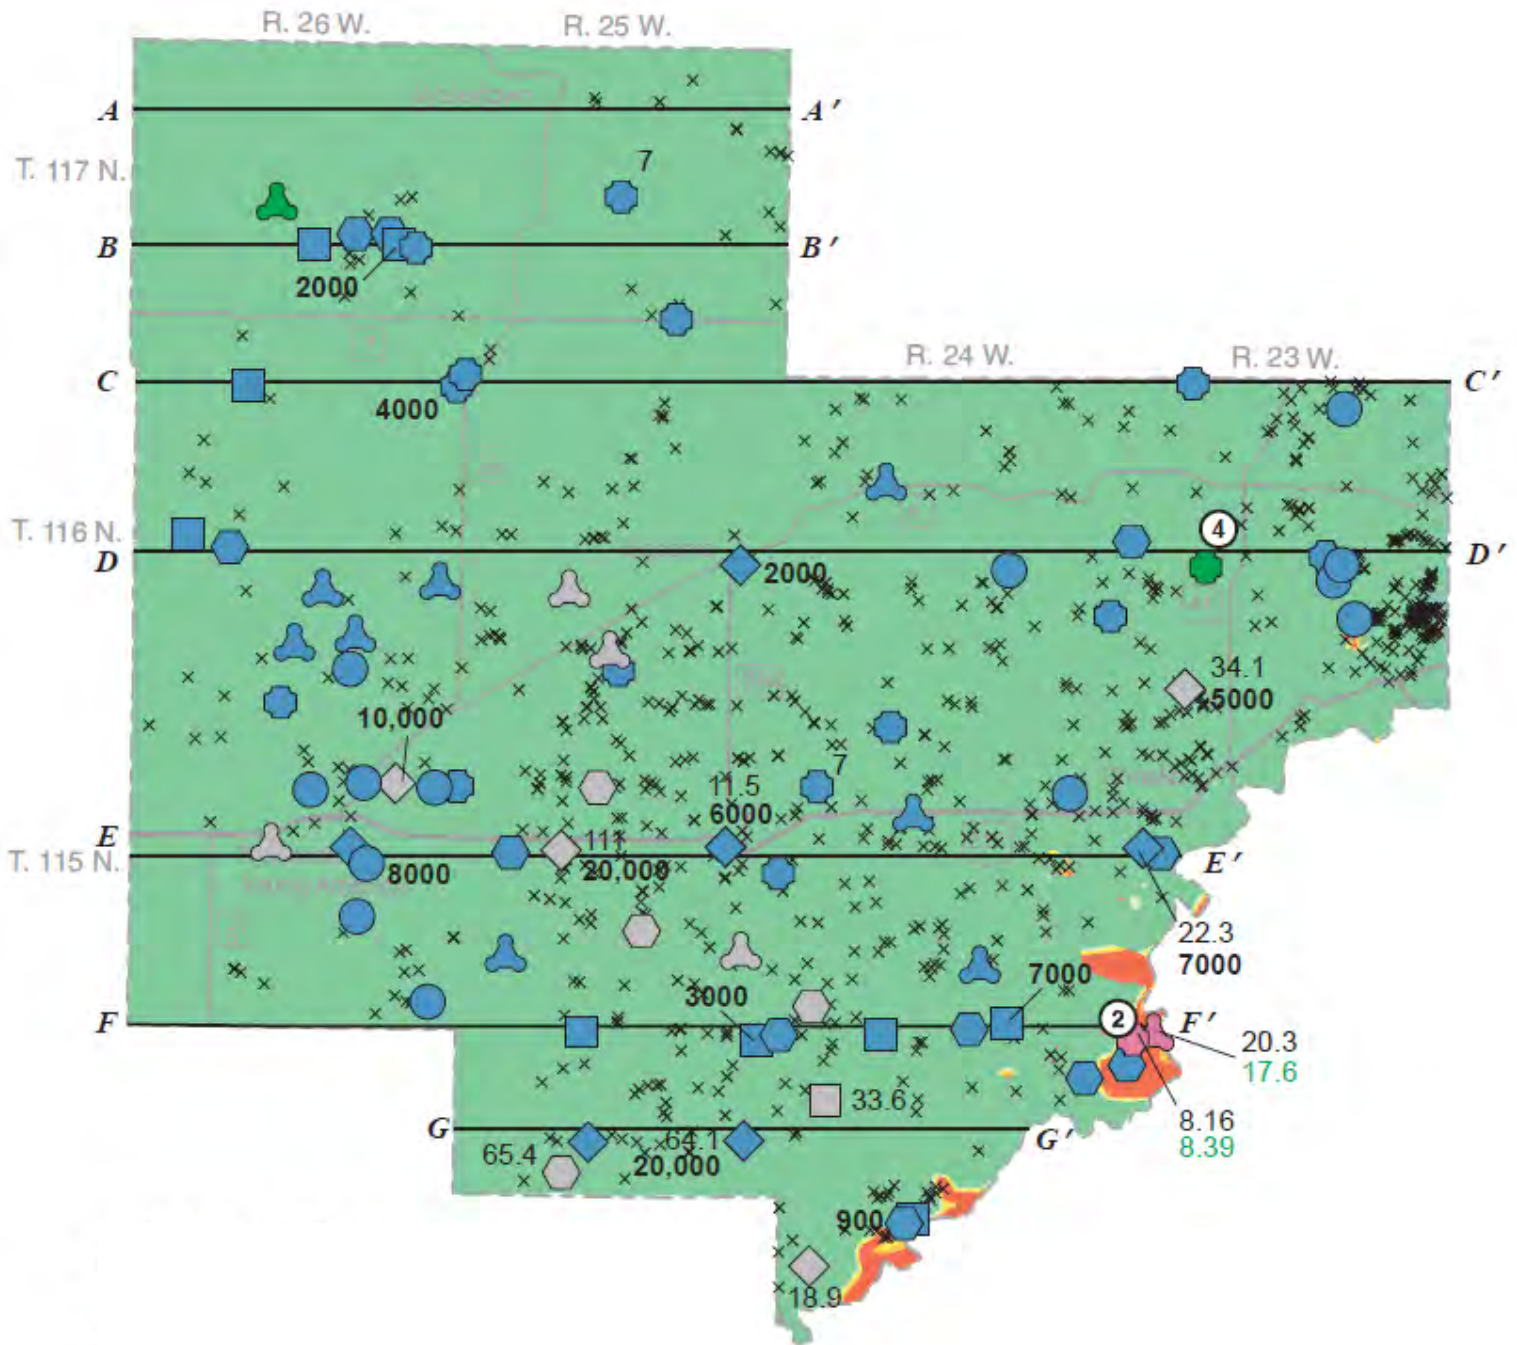 R. 26 W. R. 25 W.
A A′
T. 117 N.
7
B B′
2000
R. 24 W. R. 23 W.
C C′
4000
4
T. 116 N.
D D′
2000
34.1
5000
10,000
7
11.5
6000
E E′
111
20,000
T. 115 N.
8000
22.3
7000
7000
3000
F F′
2
20.3
17.6
33.6
8.16
8.39
G G′
65.4
64.1
20,000
900
18.9